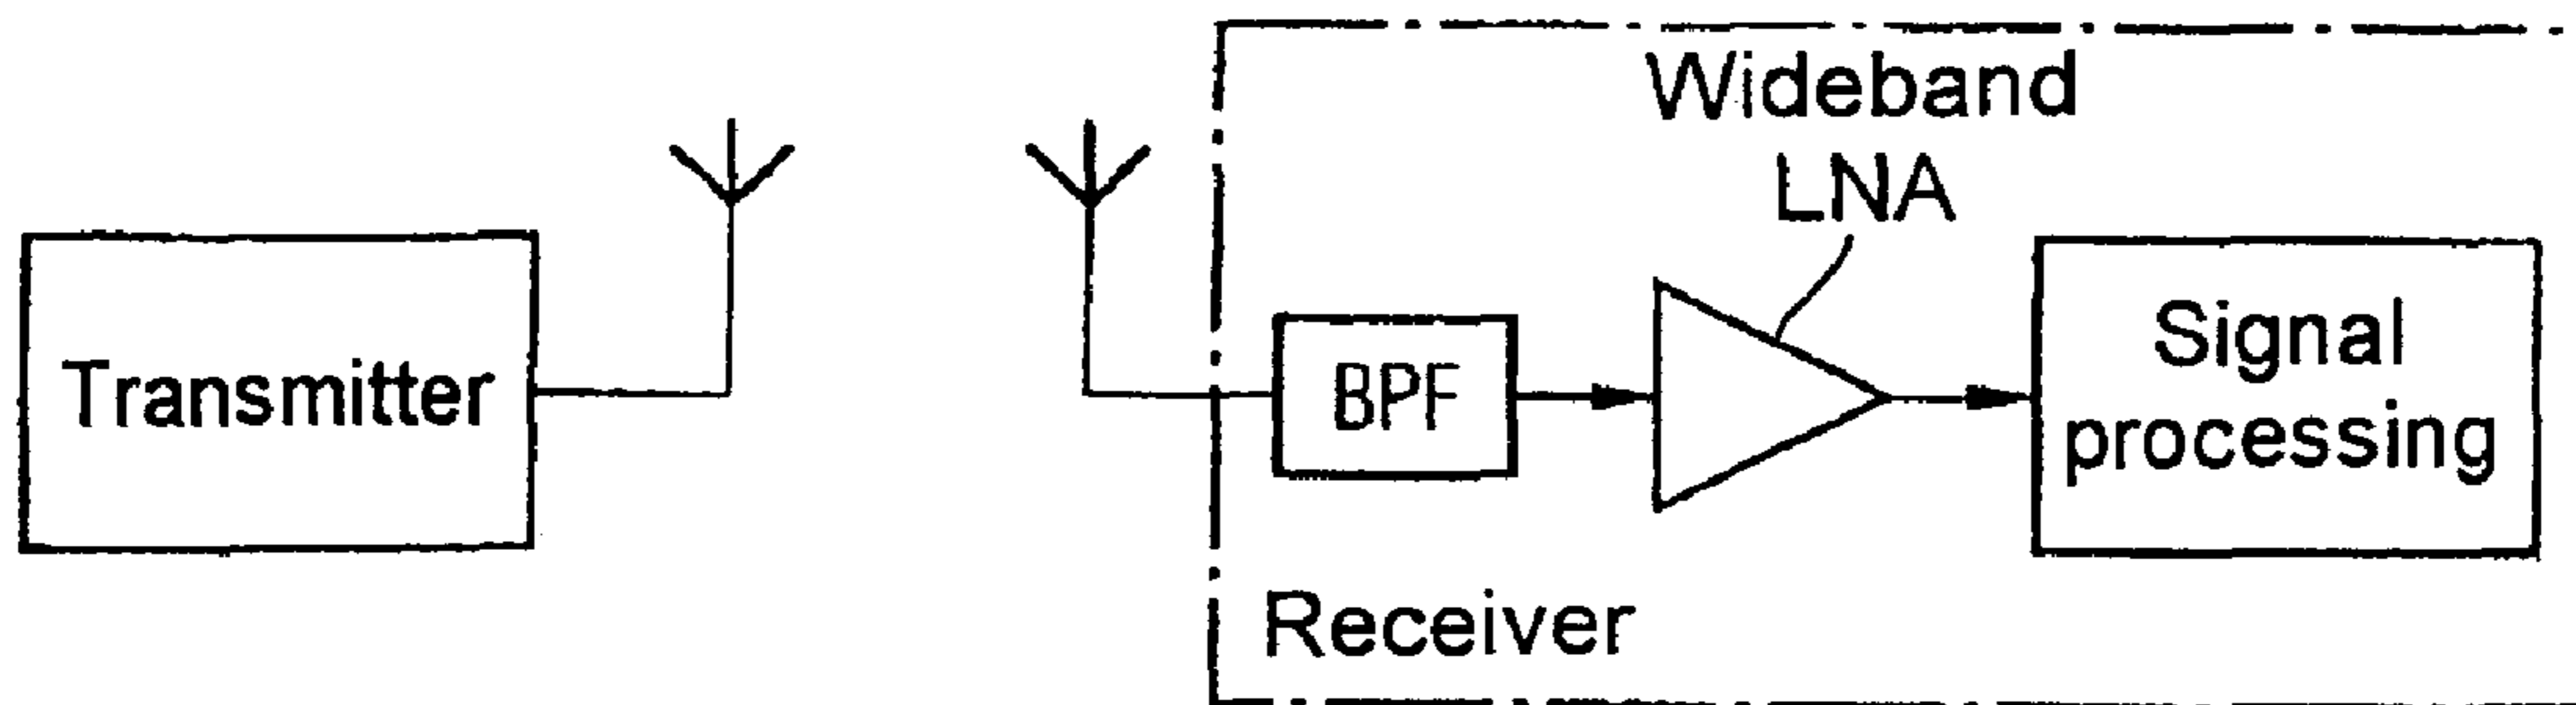 Transmitter
Wideband
LNA
BPF
Signal
processing
Receiver